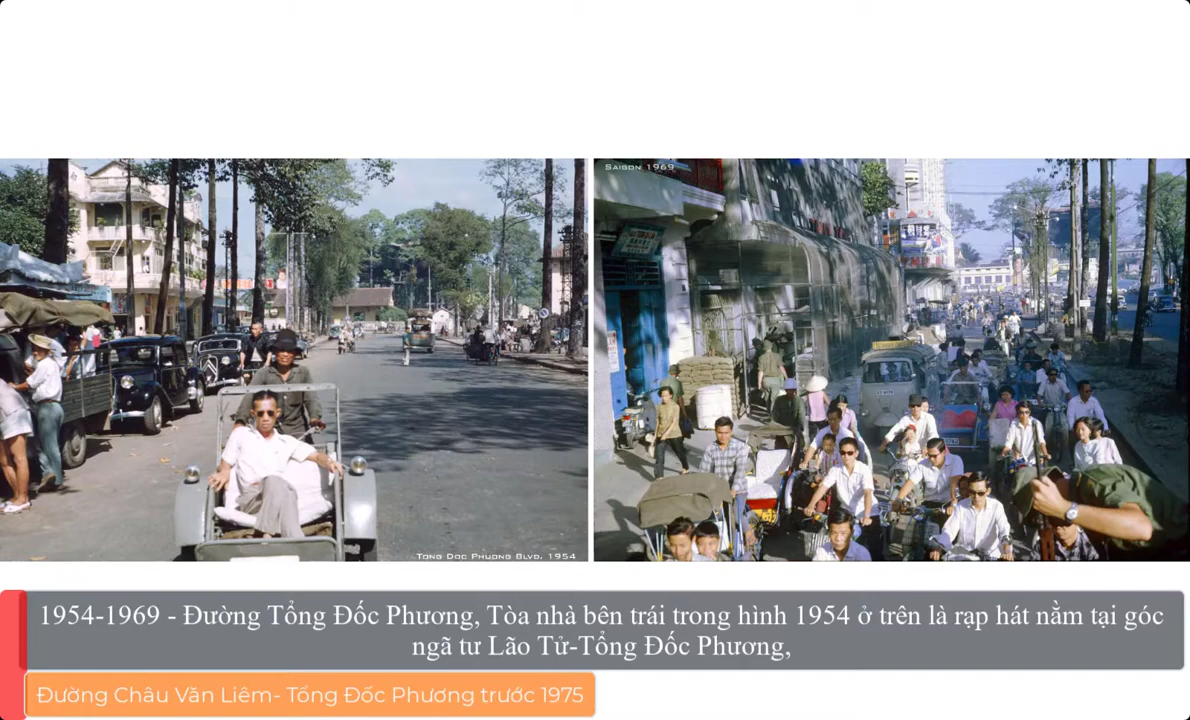 SAIGON 1969
TONG DOC PHUONG BLVD, 1954
1954-1969 - Đường Tổng Đốc Phương, Tòa nhà bên trái trong hình 1954 ở trên là rạp hát nằm tại góc
ngã tư Lão Tử-Tổng Đốc Phương,
Đường Châu Văn Liêm- Tổng Đốc Phương trước 1975